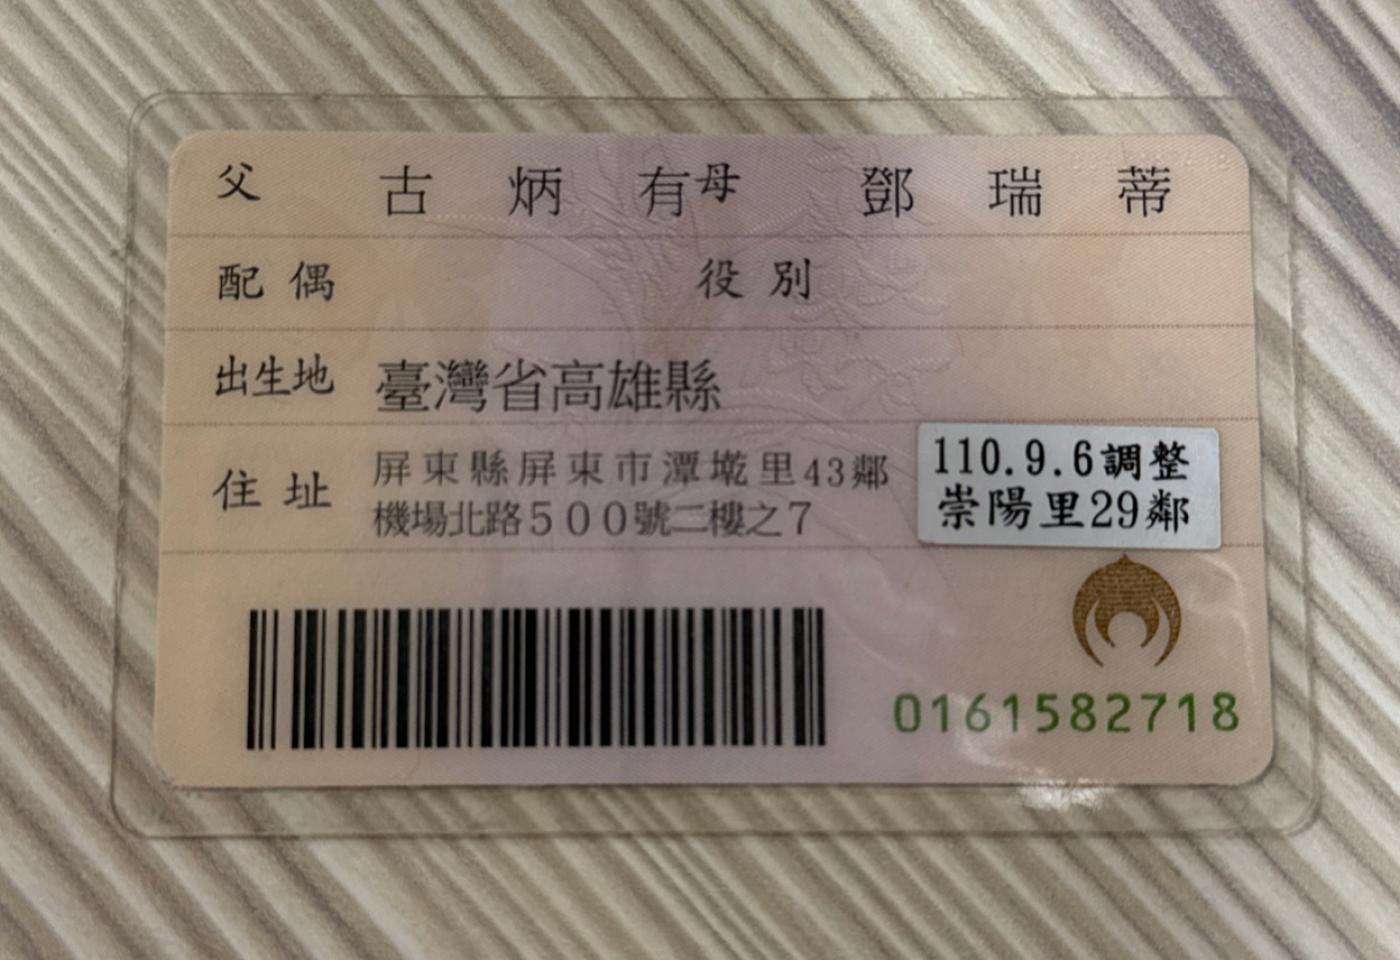 父 古炳有 母 鄧瑞蒂
配偶 役別
出生地 臺灣省高雄縣
住址 屏東縣屏東市潭墘里43鄰
機場北路500號二樓之7
110.9.6調整
崇陽里29鄰
0161582718